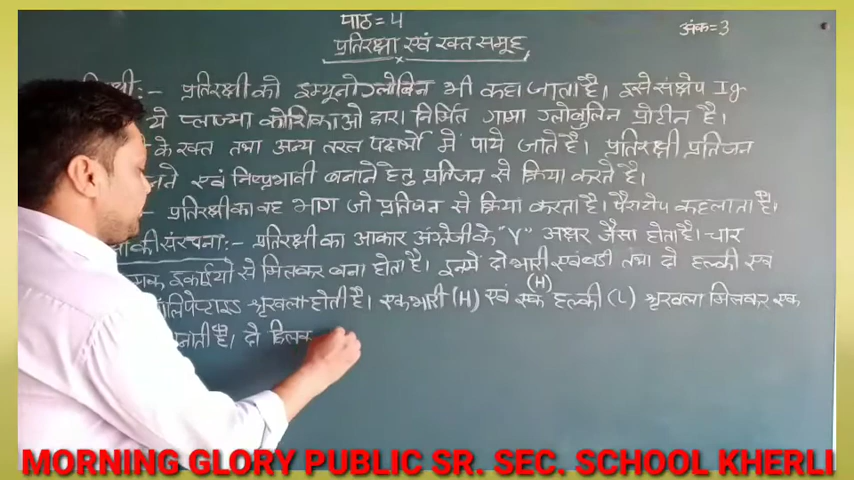 पाठ = 4
अंक = 3
प्रतिरक्षा एवं रक्त समूह
:- प्रतिरक्षी को इम्यूनोग्लोबिन भी कहा जाता है। इसे संक्षेप Ig
ये प्लाज्मा कोशिकाओ द्वारा निर्मित गामा ग्लोबुलिन प्रोटीन है।
के रक्त तथा अन्य तरल पदार्थो में पाये जाते है। प्रतिरक्षी प्रतिजन
एवं निष्प्रभावी बनाने हेतु प्रतिजन से क्रिया करते है।
- प्रतिरक्षी का वह भाग जो प्रतिजन से क्रिया करता है। पैराटोप कहलाता है।
की संरचना :- प्रतिरक्षी का आकार अंग्रेजी के "Y" अक्षर जैसा होता है। चार
इकाईयो से मिलकर बना होता है। इनमें दो भारी एवं बडी तथा दो हल्की एवं
श्रृखला होती है। एक भारी (H) एवं एक हल्की (L) श्रृखला मिलकर एक
(H)
है। दो
MORNING GLORY PUBLIC SR. SEC. SCHOOL KHERLI